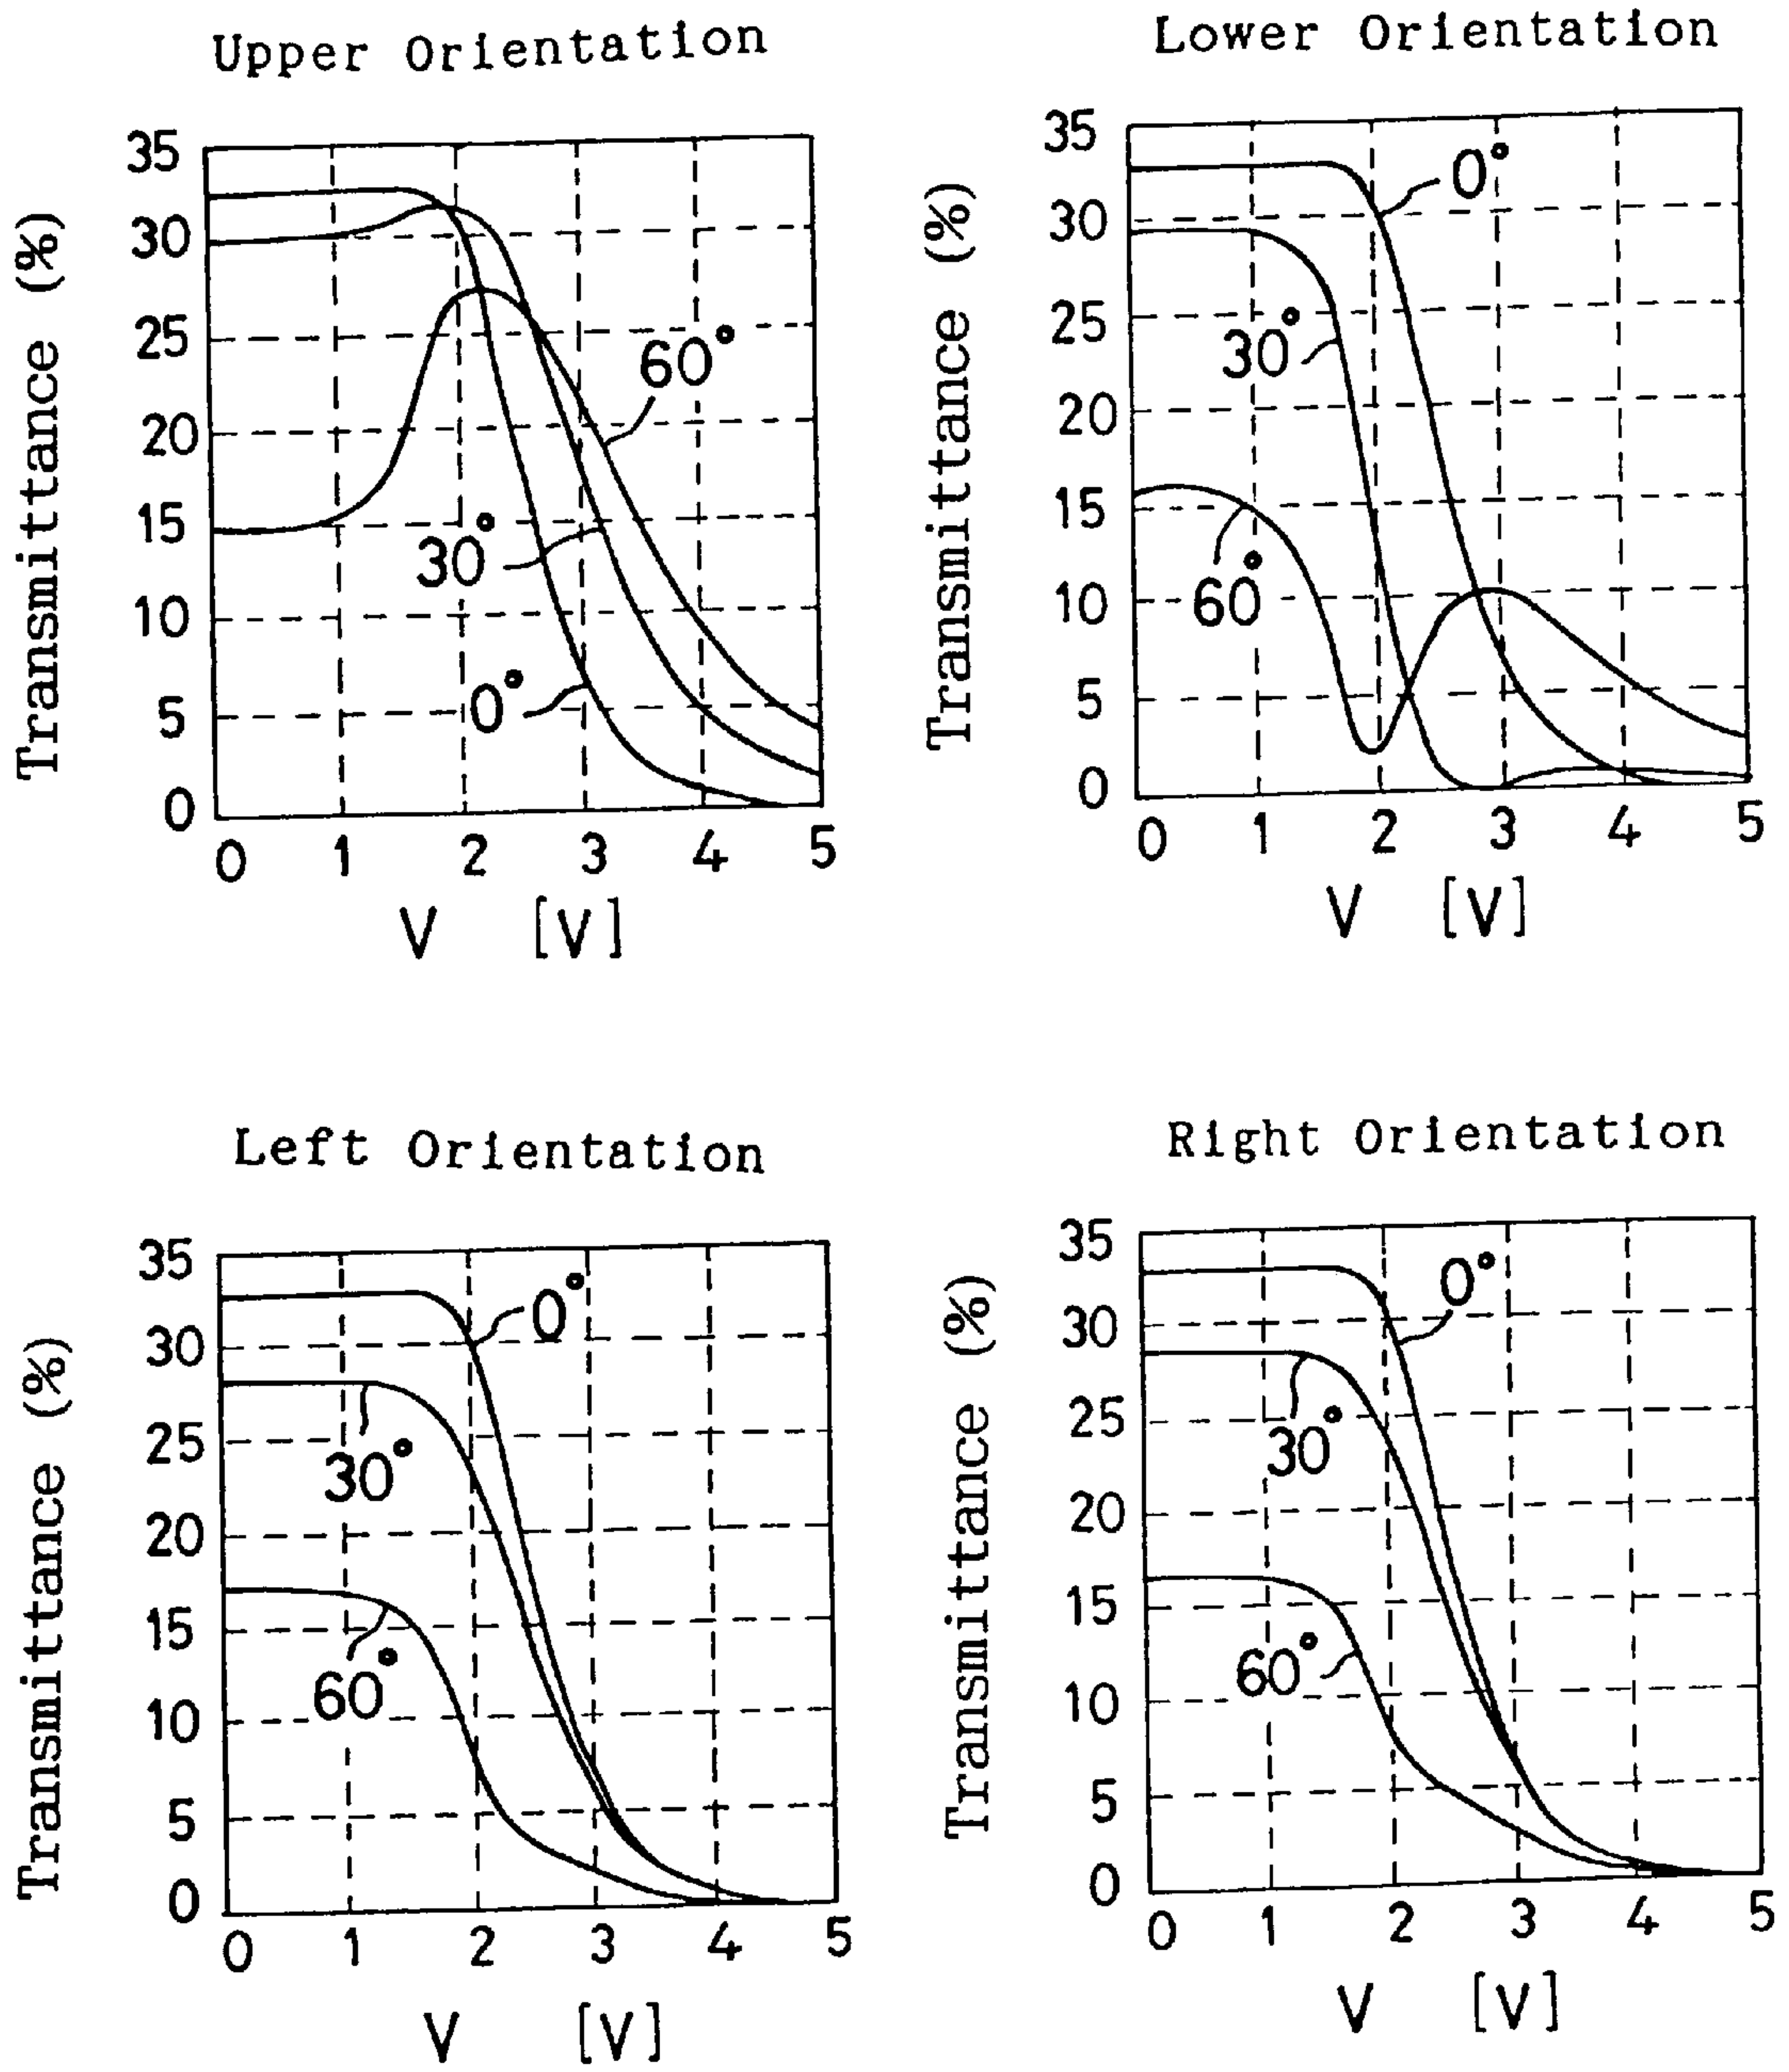 Upper Orientation
Transmittance (%)
35
30
25
20
15
10
5
0
60°
30°
0°
0 1 2 3 4 5
V [V]
Lower Orientation
Transmittance (%)
35
30
25
20
15
10
5
0
0°
30°
60°
0 1 2 3 4 5
V [V]
Left Orientation
Transmittance (%)
35
30
25
20
15
10
5
0
0°
30°
60°
0 1 2 3 4 5
V [V]
Right Orientation
Transmittance (%)
35
30
25
20
15
10
5
0
0°
30°
60°
0 1 2 3 4 5
V [V]